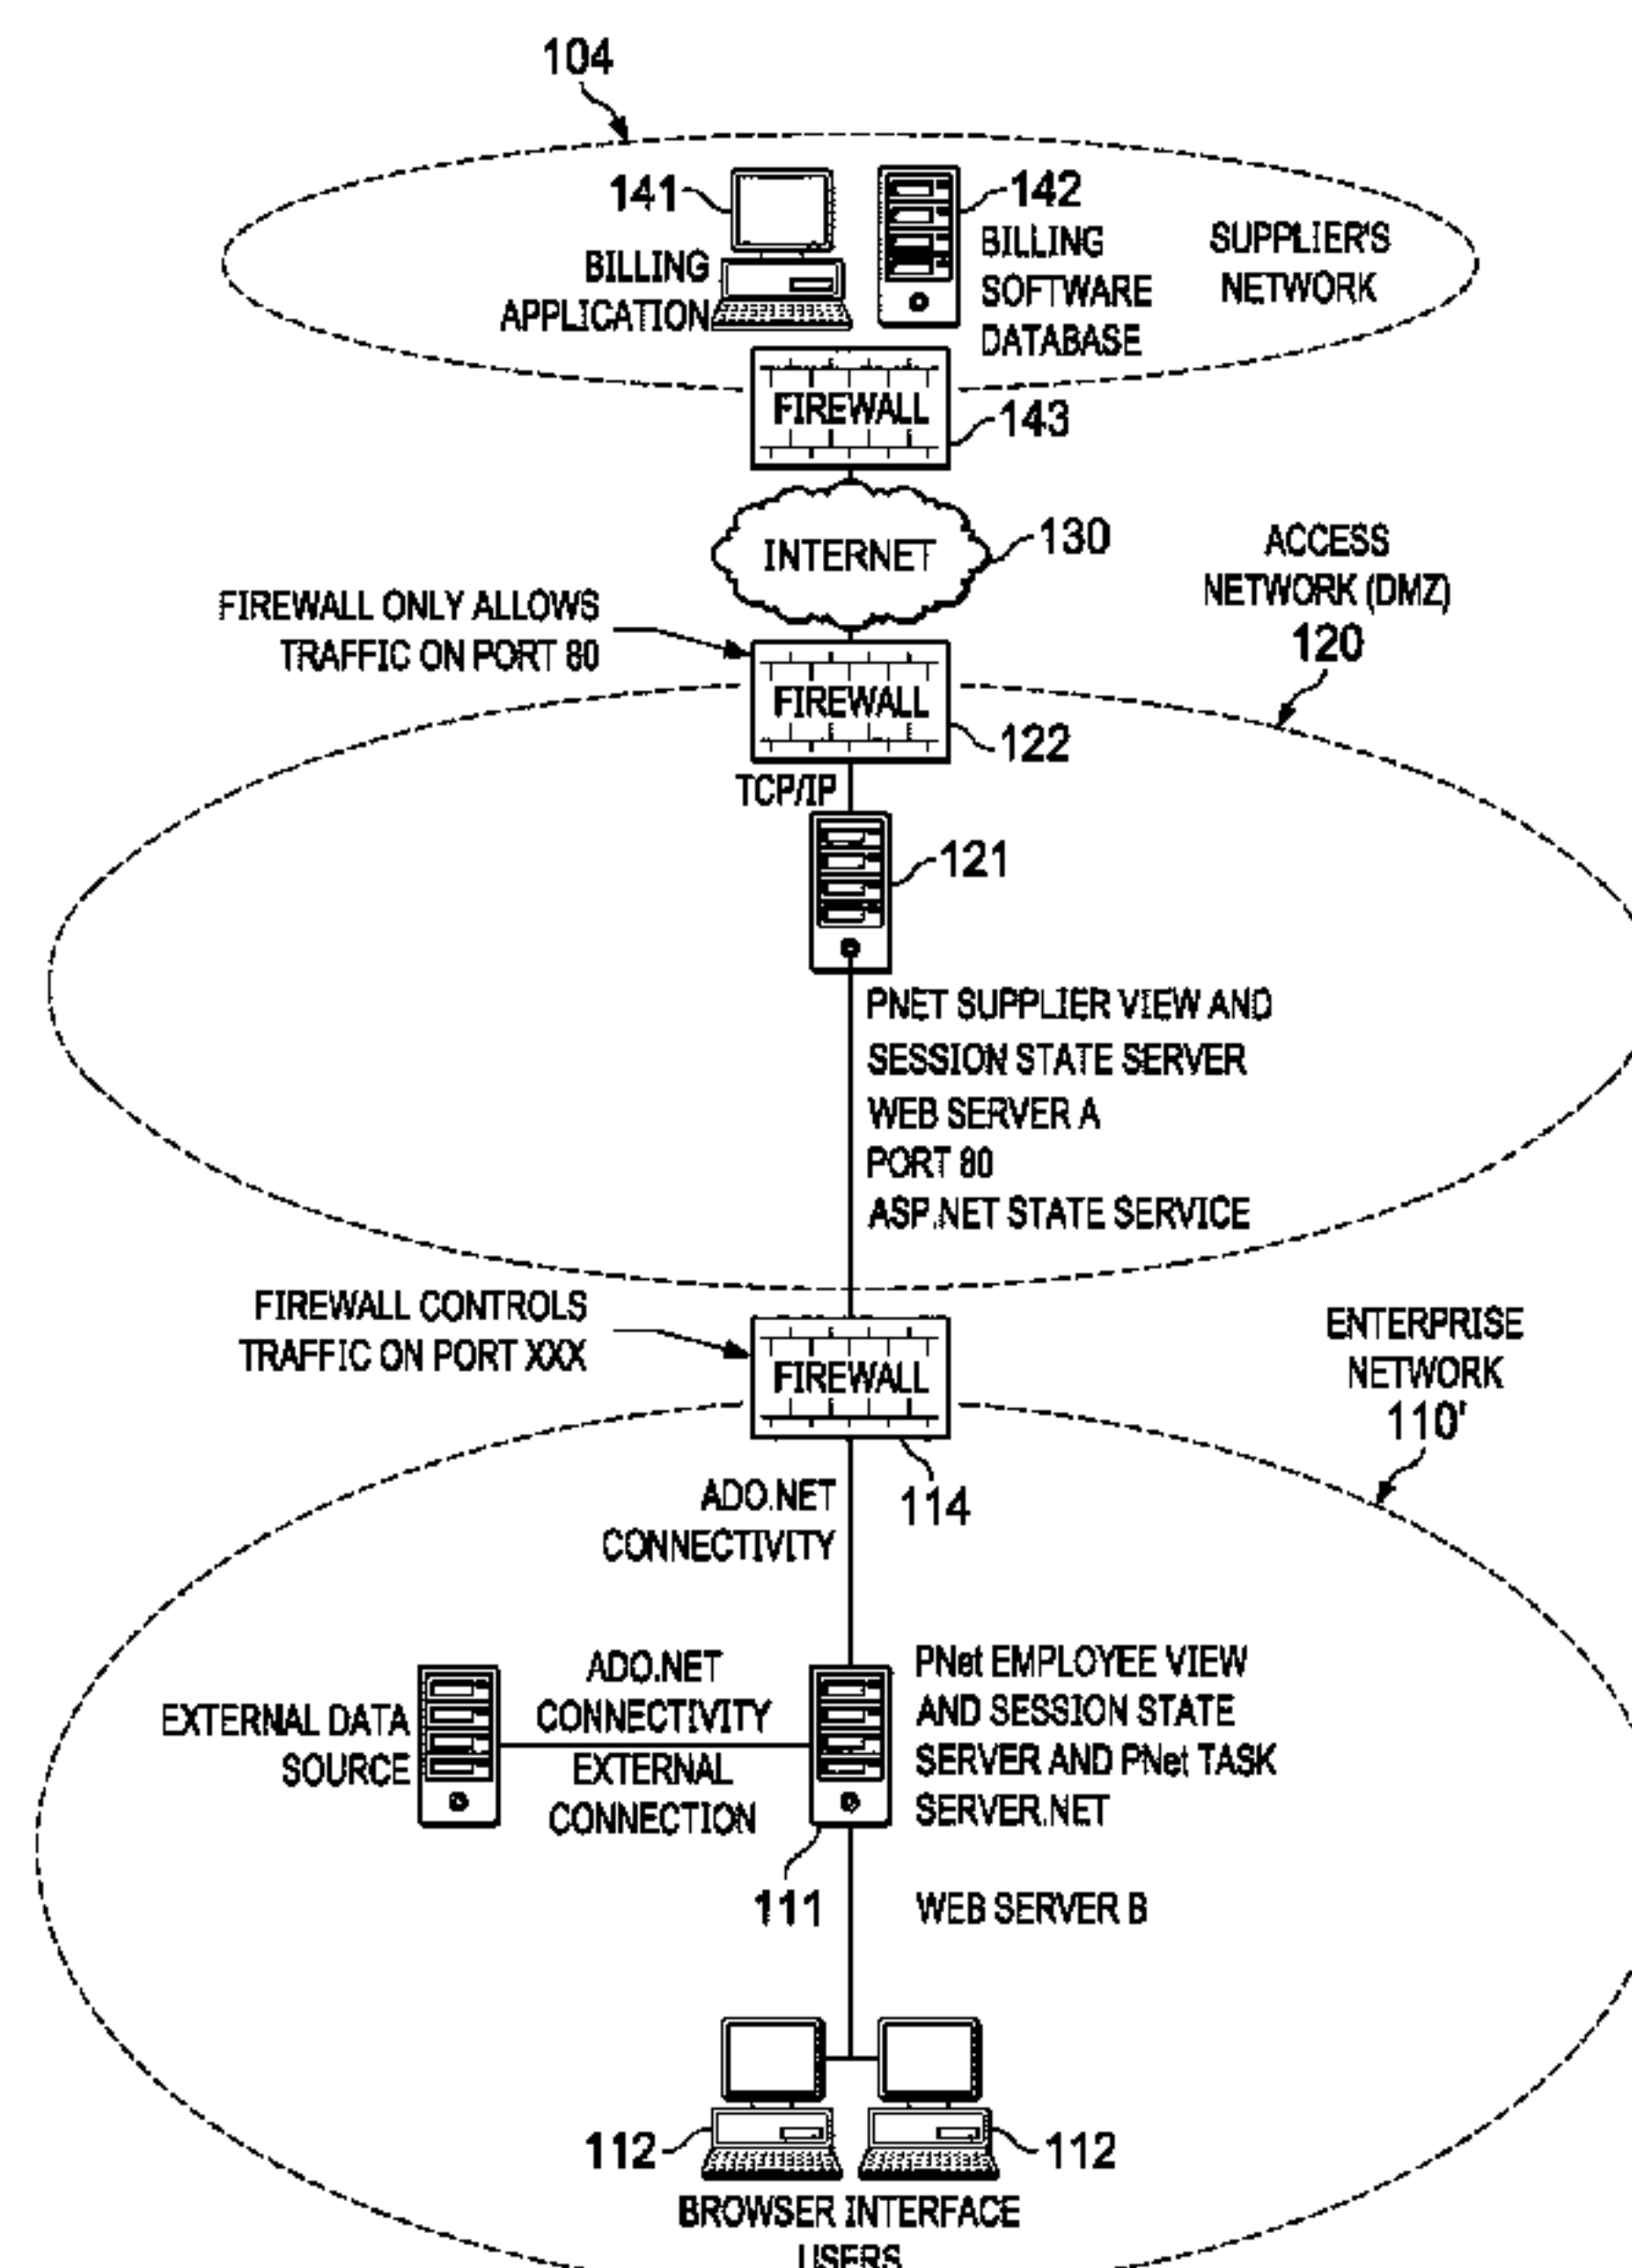 104
141
142
BILLING
APPLICATION
BILLING
SOFTWARE
DATABASE
SUPPLIER'S
NETWORK
FIREWALL
143
INTERNET
130
ACCESS
NETWORK (DMZ)
120
FIREWALL ONLY ALLOWS
TRAFFIC ON PORT 80
FIREWALL
122
TCP/IP
121
PNET SUPPLIER VIEW AND
SESSION STATE SERVER
WEB SERVER A
PORT 80
ASP.NET STATE SERVICE
FIREWALL CONTROLS
TRAFFIC ON PORT XXX
FIREWALL
114
ENTERPRISE
NETWORK
110'
ADO.NET
CONNECTIVITY
EXTERNAL DATA
SOURCE
ADO.NET
CONNECTIVITY
EXTERNAL
CONNECTION
PNet EMPLOYEE VIEW
AND SESSION STATE
SERVER AND PNet TASK
SERVER.NET
111
WEB SERVER B
112
112
BROWSER INTERFACE
USERS